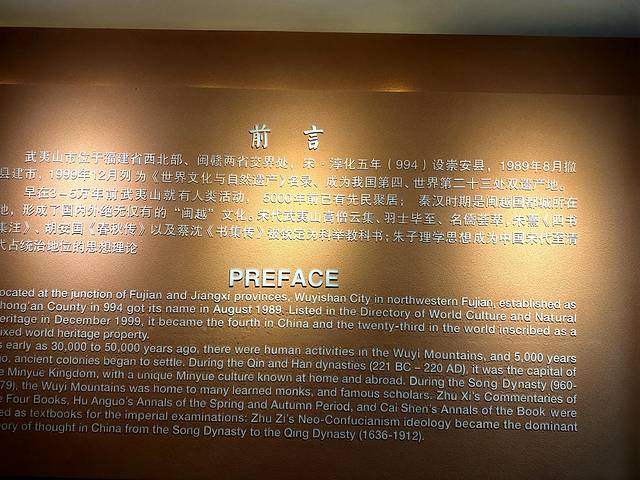 前 言
武夷山市位于福建省西北部、闽赣两省交界处，宋·淳化五年（994）设崇安县，1989年8月撤
县建市，1999年12月列为《世界文化与自然遗产》名录、成为我国第四、世界第二十三处双遗产地。
早在3-5万年前武夷山就有人类活动，5000年前已有先民聚居； 秦汉时期是闽越国都城所在
地，形成了国内外绝无仅有的“闽越”文化。宋代武夷山高僧云集、羽士毕至、名儒荟萃，朱熹《四书
集注》、胡安国《春秋传》以及蔡沈《书集传》被钦定为科举教科书；朱子理学思想成为中国宋代至清
代占统治地位的思想理论
PREFACE
ocated at the junction of Fujian and Jiangxi provinces, Wuyishan City in northwestern Fujian, established as
hong'an County in 994 got its name in August 1989. Listed in the Directory of World Culture and Natural
eritage in December 1999, it became the fourth in China and the twenty-third in the world inscribed as a
ixed world heritage property.
s early as 30,000 to 50,000 years ago, there were human activities in the Wuyi Mountains, and 5,000 years
go, ancient colonies began to settle. During the Qin and Han dynasties (221 BC – 220 AD), it was the capital of
e Minyue Kingdom, with a unique Minyue culture known at home and abroad. During the Song Dynasty (960-
79), the Wuyi Mountains was home to many learned monks, and famous scholars. Zhu Xi's Commentaries of
e Four Books, Hu Anguo's Annals of the Spring and Autumn Period, and Cai Shen's Annals of the Book were
ed as textbooks for the imperial examinations: Zhu Zi's Neo-Confucianism ideology became the dominant
ory of thought in China from the Song Dynasty to the Qing Dynasty (1636-1912).